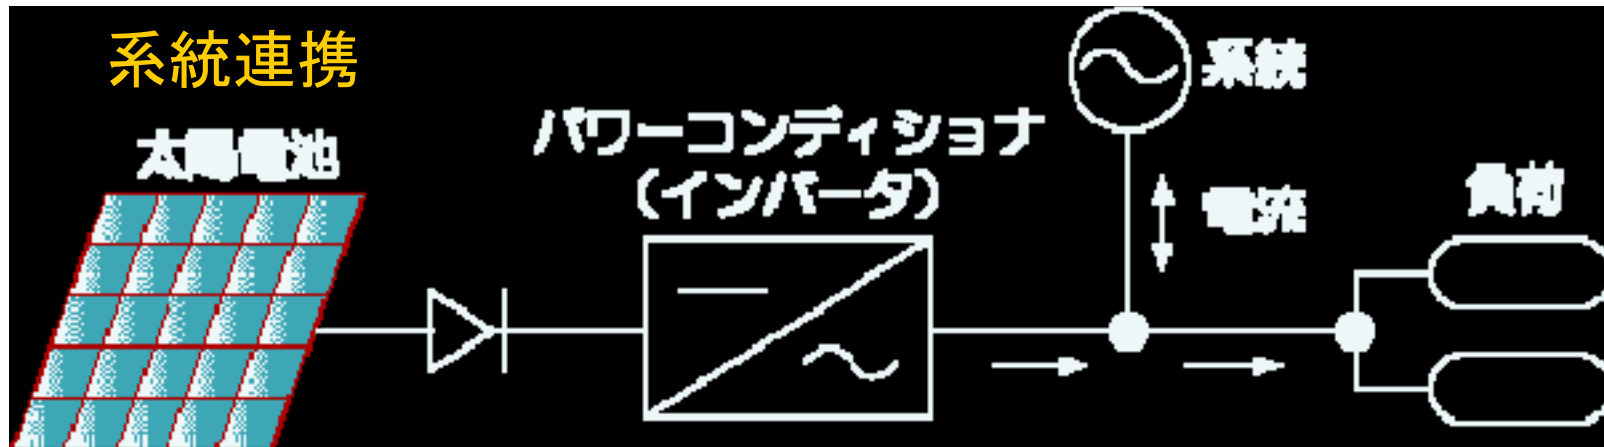 系統連携
太陽電池
パワーコンディショナ
(インバータ)
系統
電流
負荷